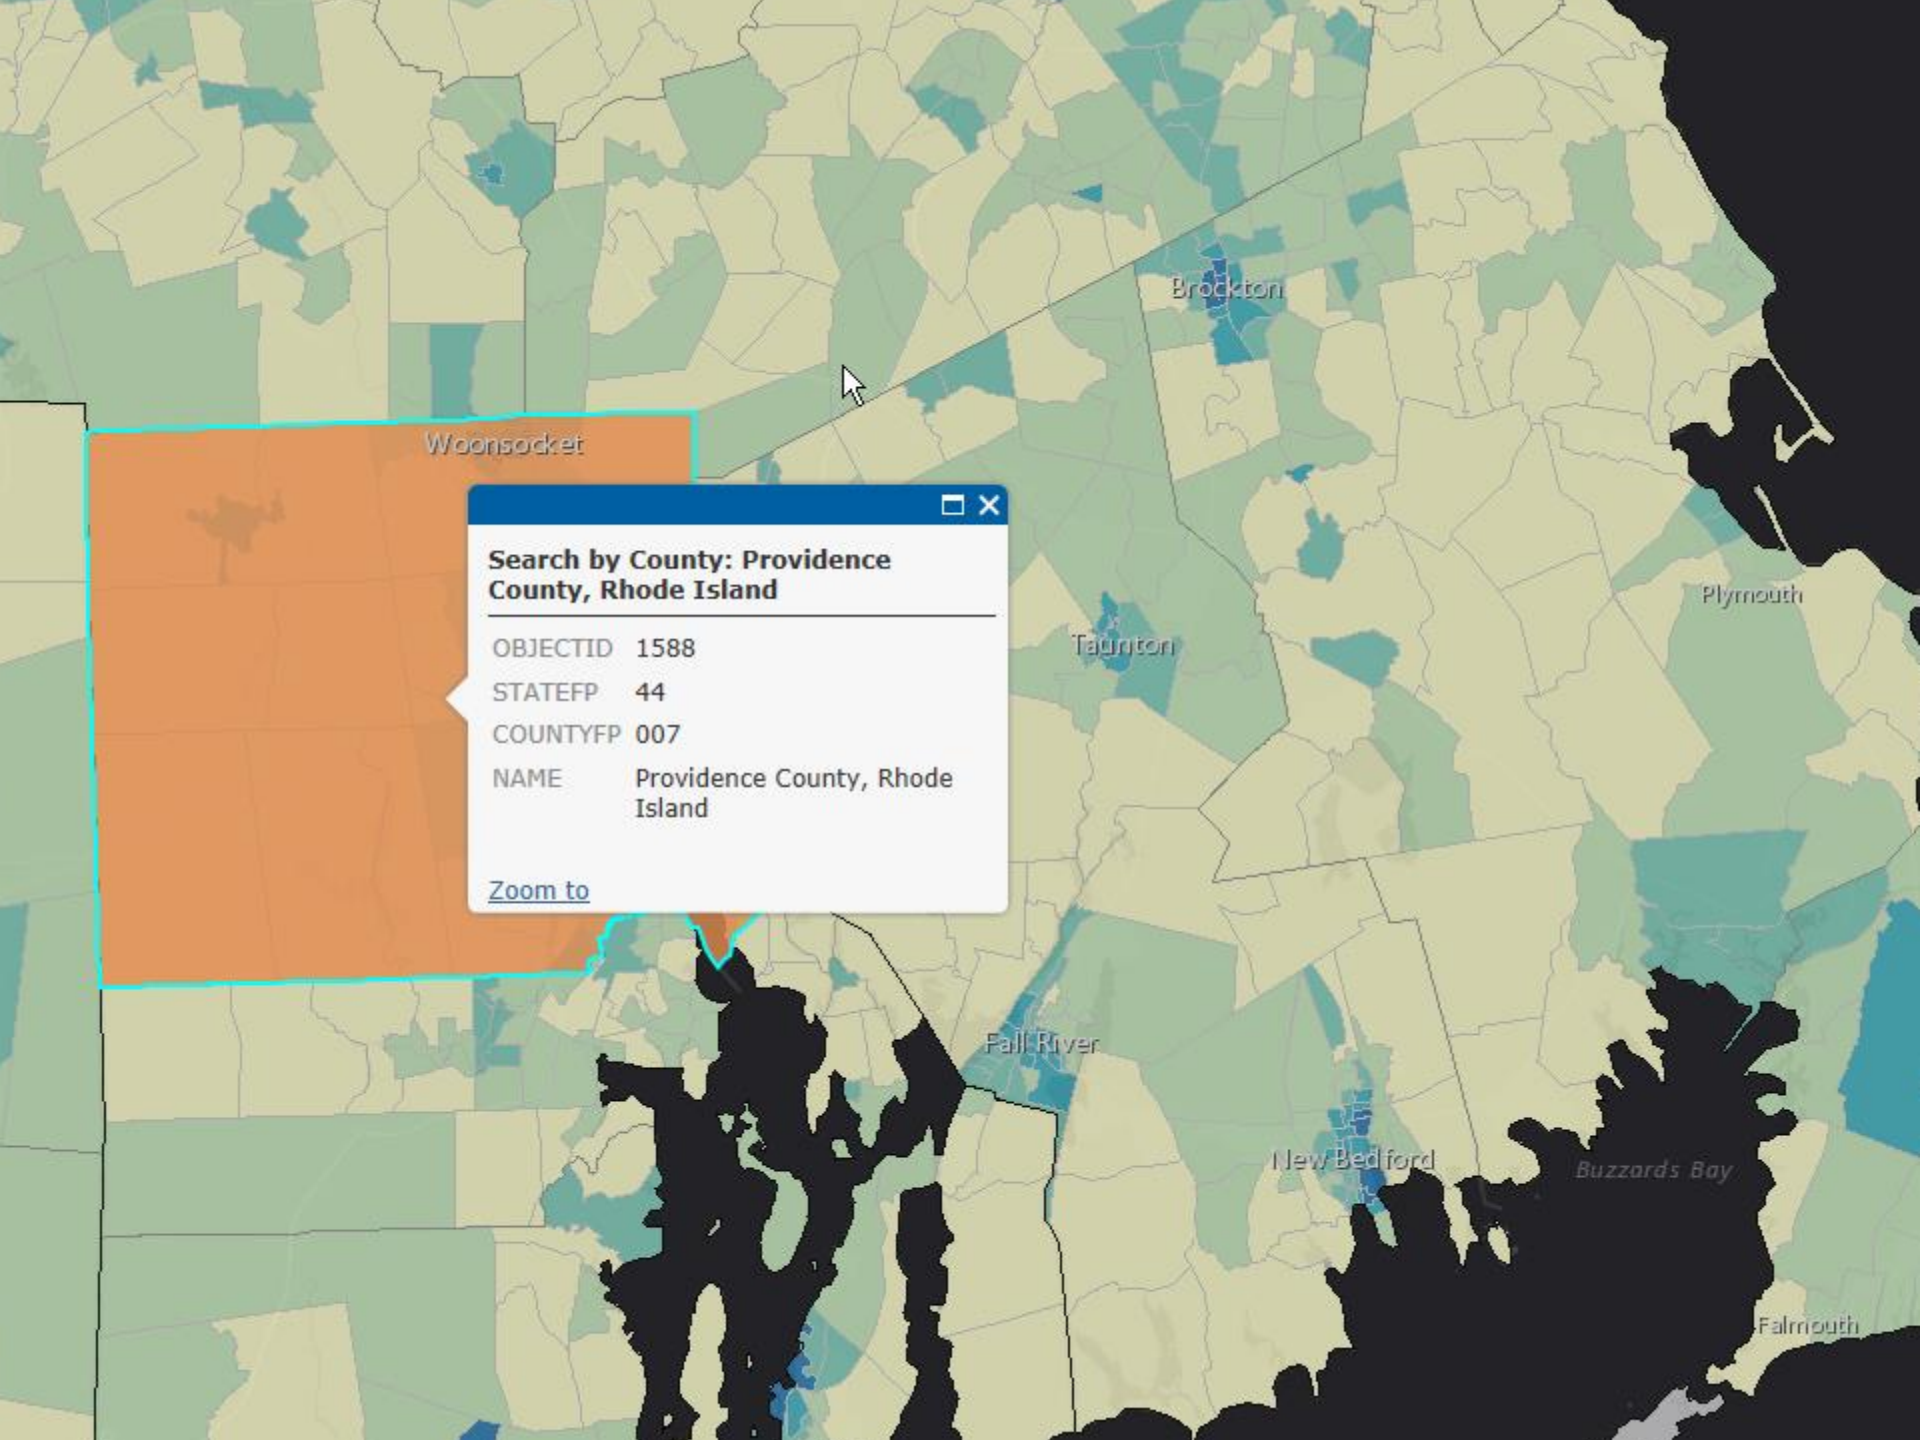 Brockton
Woonsocket
Search by County: Providence
County, Rhode Island
OBJECTID 1588
STATEFP 44
COUNTYFP 007
NAME Providence County, Rhode
Island
Zoom to
Plymouth
Taunton
Fall River
New Bedford
Buzzards Bay
Falmouth